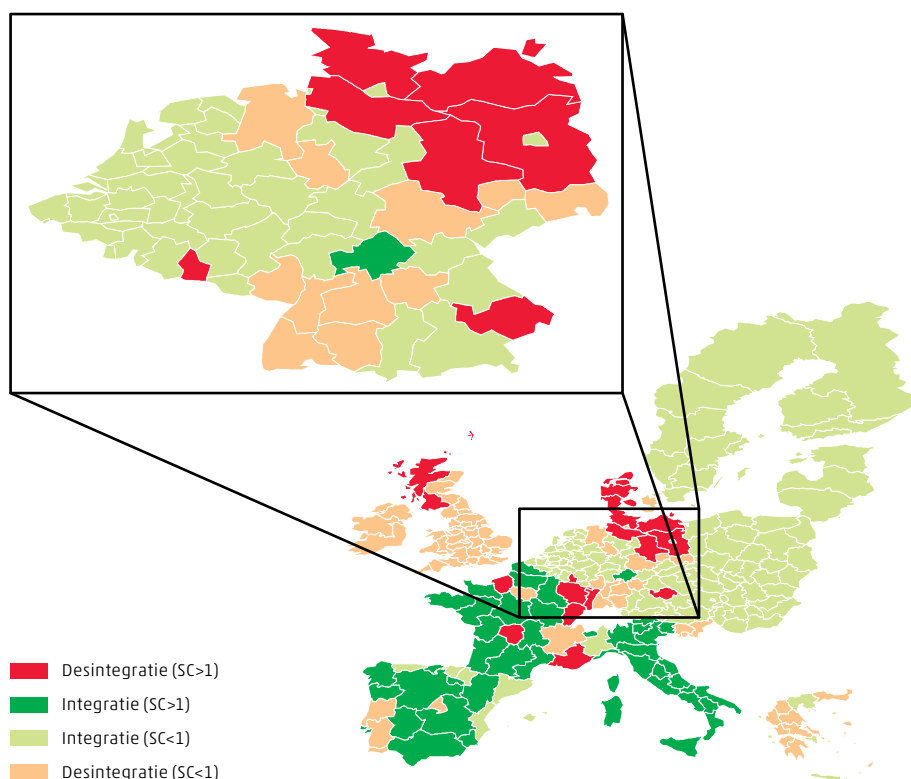 Desintegratie (SC>1)
Integratie (SC>1)
Integratie (SC<1)
Desintegratie (SC<1)